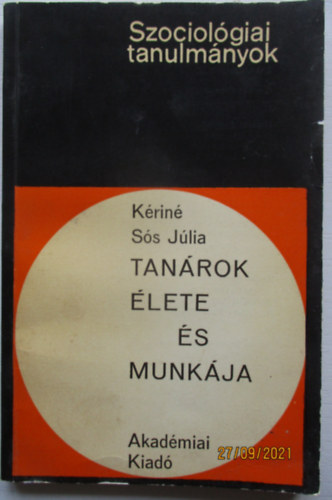 Szociológiai
tanulmányok
Kériné
Sós Júlia
TANÁROK
ÉLETE
ÉS
MUNKÁJA
Akadémiai
Kiadó
27/09/2021